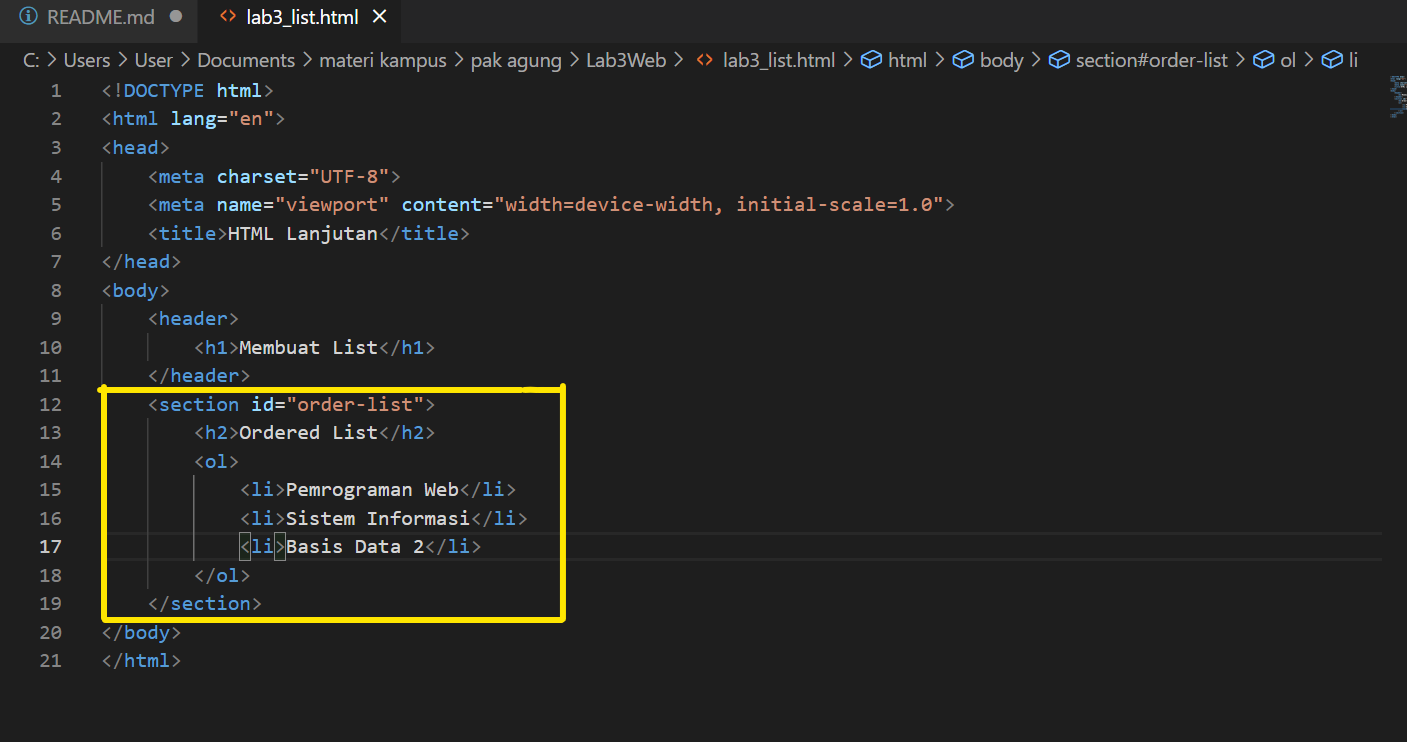 README.md ● lab3_list.html ×
C: > Users > User > Documents > materi kampus > pak agung > Lab3Web > <> lab3_list.html > html > body > section#order-list > ol > li
1 <!DOCTYPE html>
2 <html lang="en">
3 <head>
4     <meta charset="UTF-8">
5     <meta name="viewport" content="width=device-width, initial-scale=1.0">
6     <title>HTML Lanjutan</title>
7 </head>
8 <body>
9     <header>
10         <h1>Membuat List</h1>
11     </header>
12     <section id="order-list">
13         <h2>Ordered List</h2>
14         <ol>
15             <li>Pemrograman Web</li>
16             <li>Sistem Informasi</li>
17             <li>Basis Data 2</li>
18         </ol>
19     </section>
20 </body>
21 </html>